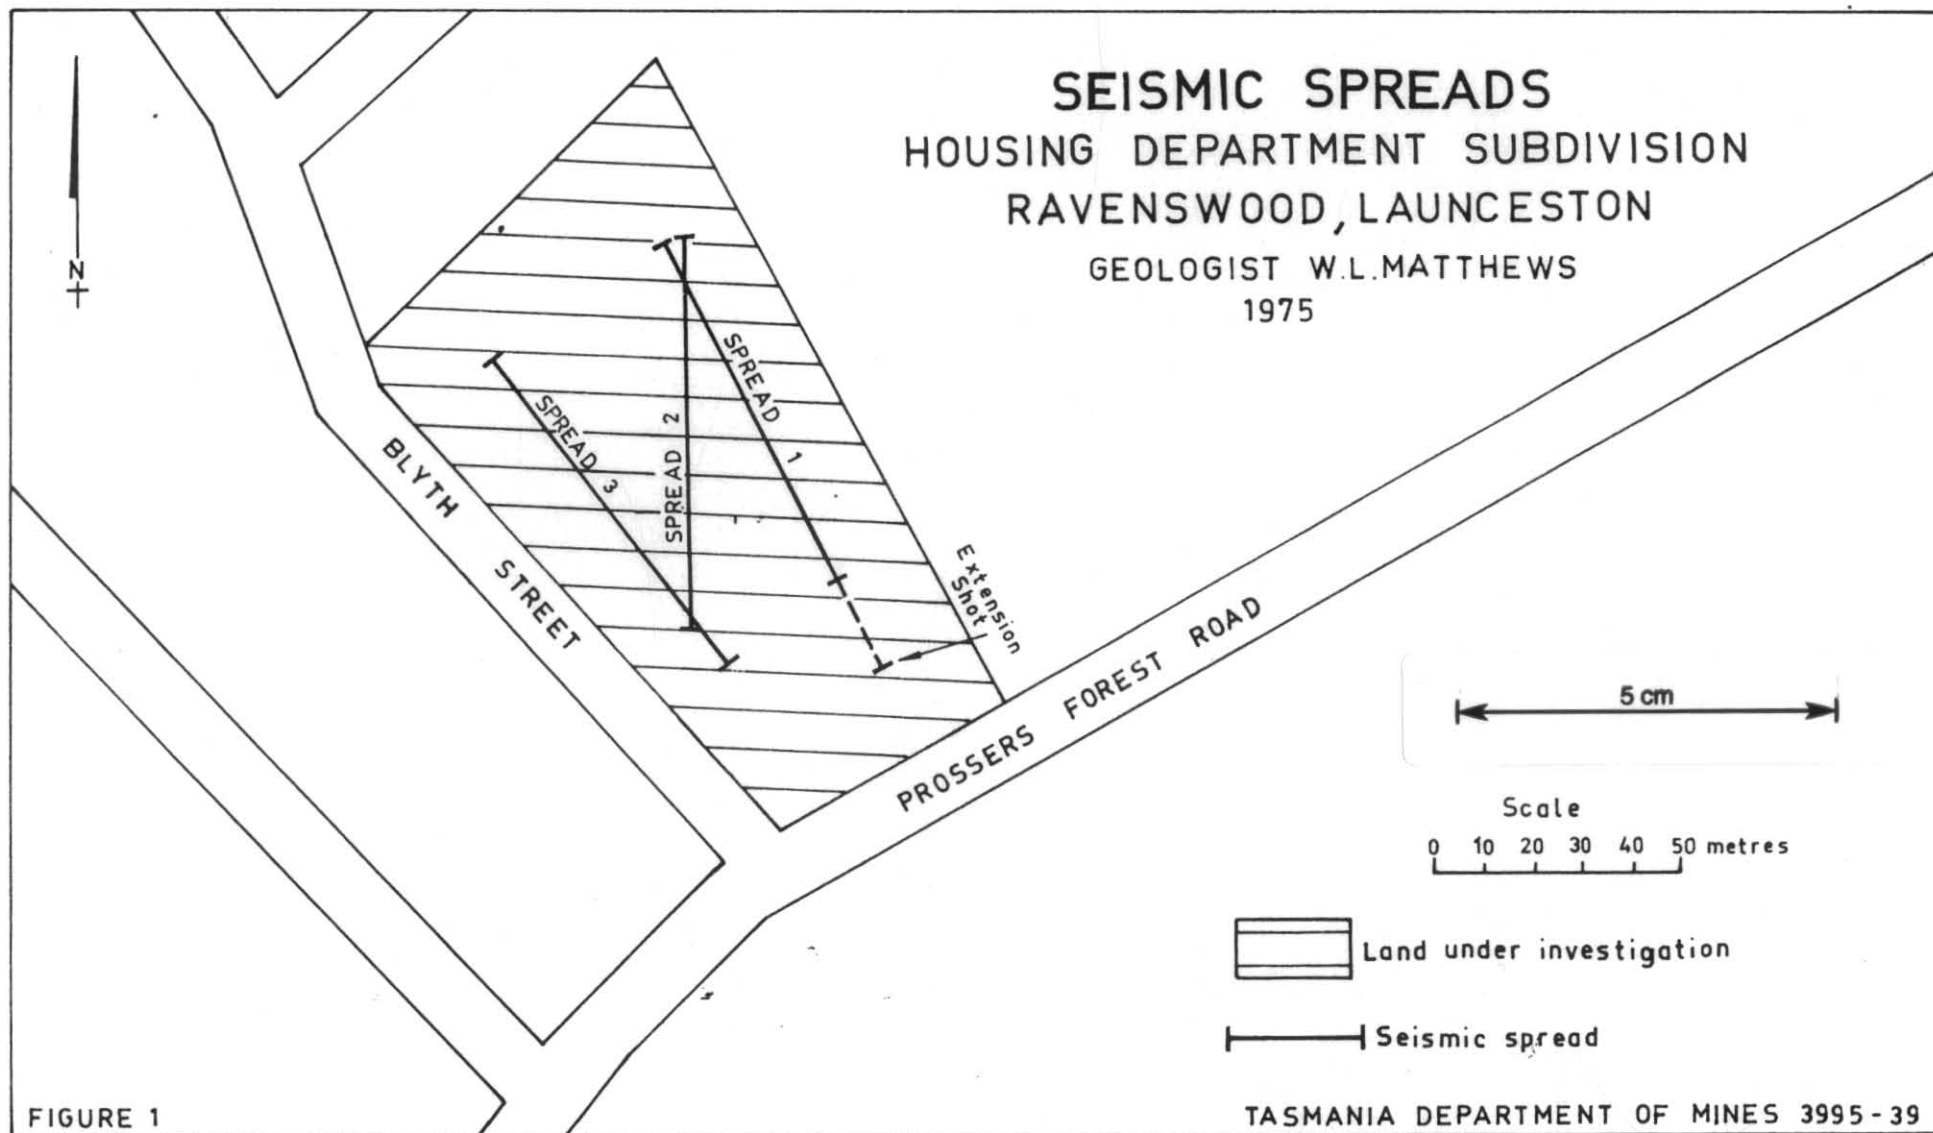 SEISMIC SPREADS
HOUSING DEPARTMENT SUBDIVISION
RAVENSWOOD, LAUNCESTON
GEOLOGIST W.L.MATTHEWS
1975
N
SPREAD 1
SPREAD 2
SPREAD 3
BLYTH STREET
Extension
Shot
PROSSERS FOREST ROAD
5 cm
Scale
0 10 20 30 40 50 metres
Land under investigation
Seismic spread
FIGURE 1
TASMANIA DEPARTMENT OF MINES 3995-39